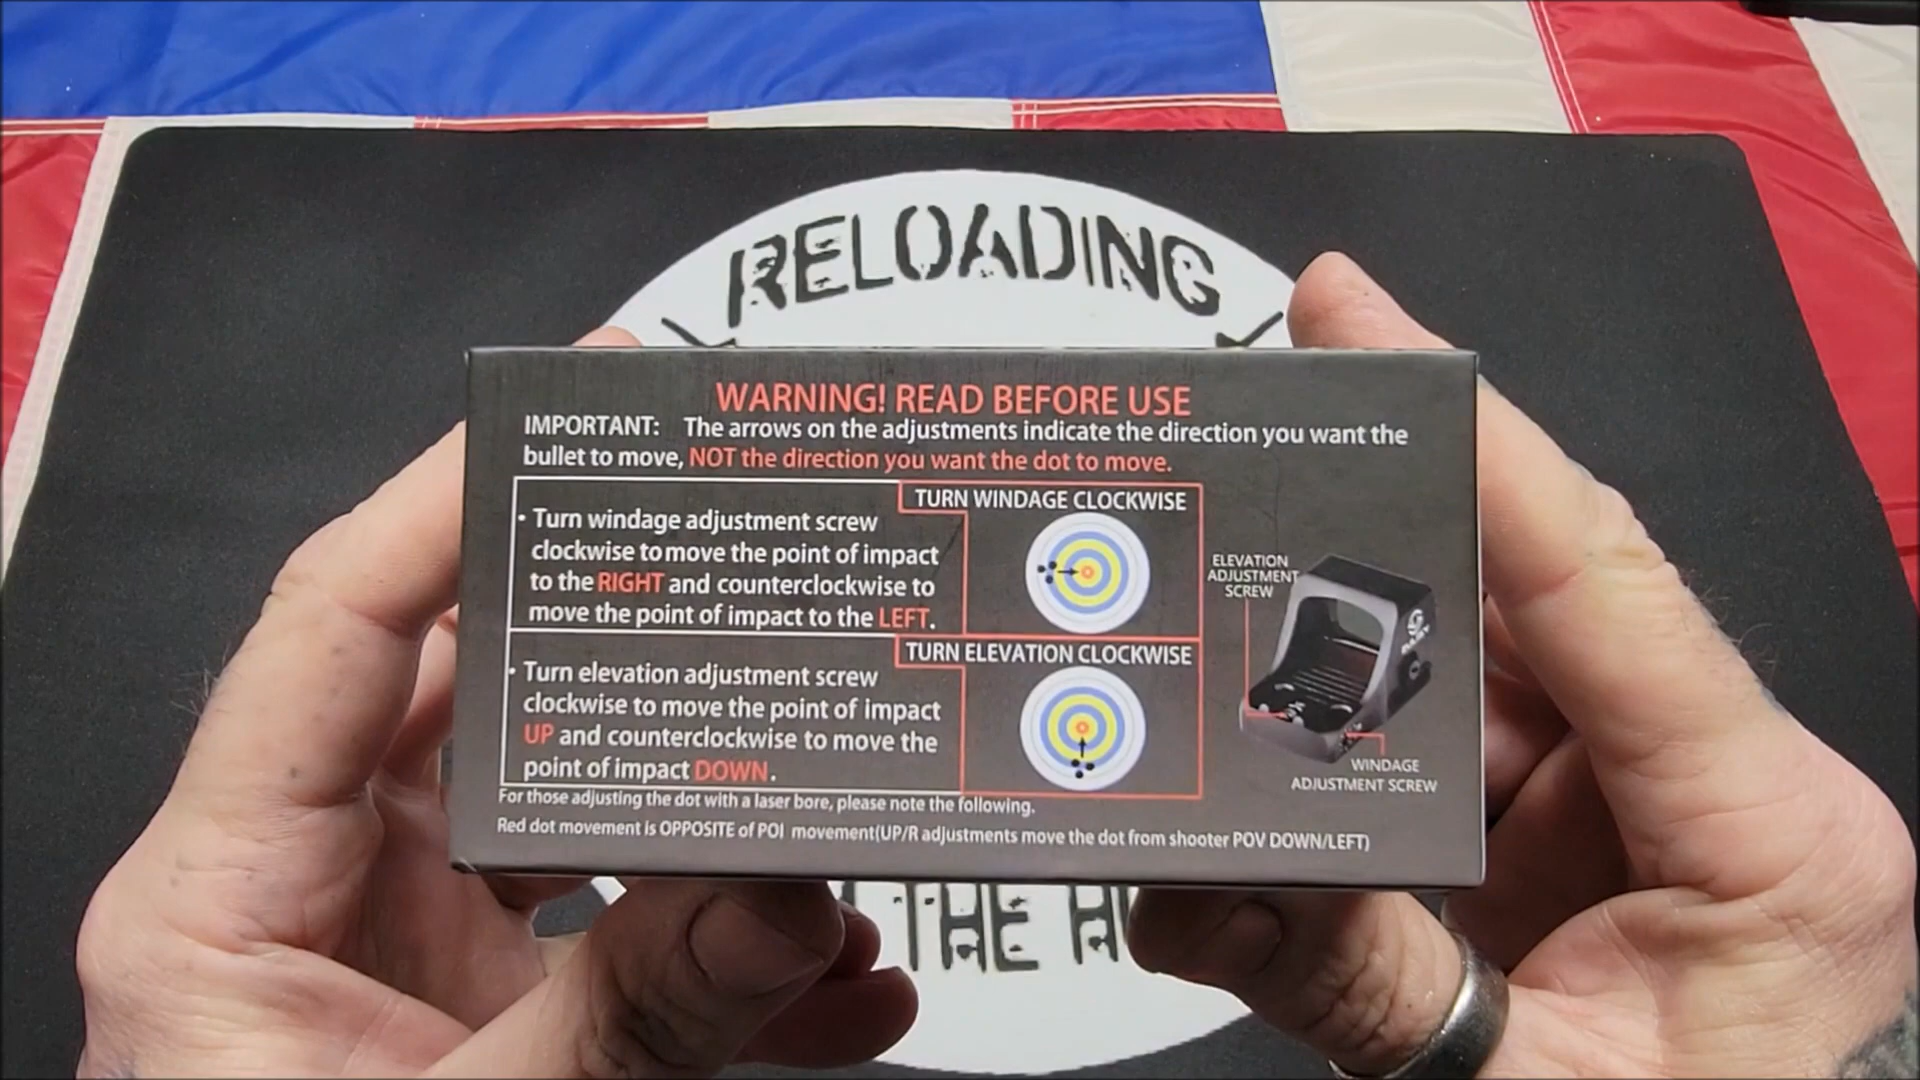 RELOADING
WARNING! READ BEFORE USE
IMPORTANT: The arrows on the adjustments indicate the direction you want the
bullet to move, NOT the direction you want the dot to move.
TURN WINDAGE CLOCKWISE
• Turn windage adjustment screw
clockwise to move the point of impact
to the RIGHT and counterclockwise to
move the point of impact to the LEFT.
ELEVATION
ADJUSTMENT
SCREW
TURN ELEVATION CLOCKWISE
• Turn elevation adjustment screw
clockwise to move the point of impact
UP and counterclockwise to move the
point of impact DOWN.
WINDAGE
ADJUSTMENT SCREW
For those adjusting the dot with a laser bore, please note the following.
Red dot movement is OPPOSITE of POI movement(UP/R adjustments move the dot from shooter POV DOWN/LEFT)
THE